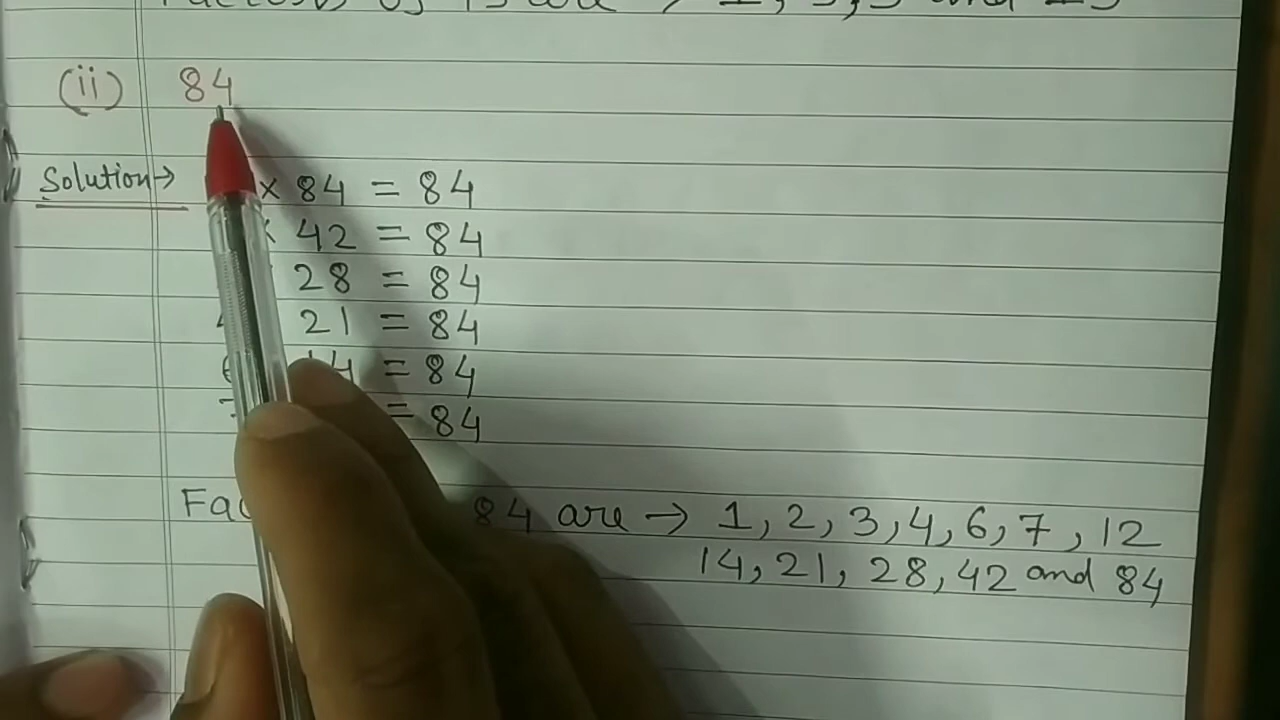 (ii) 84
Solution→ × 84 = 84
× 42 = 84
28 = 84
21 = 84
14 = 84
= 84
84 are → 1, 2, 3, 4, 6, 7, 12
14, 21, 28, 42 and 84